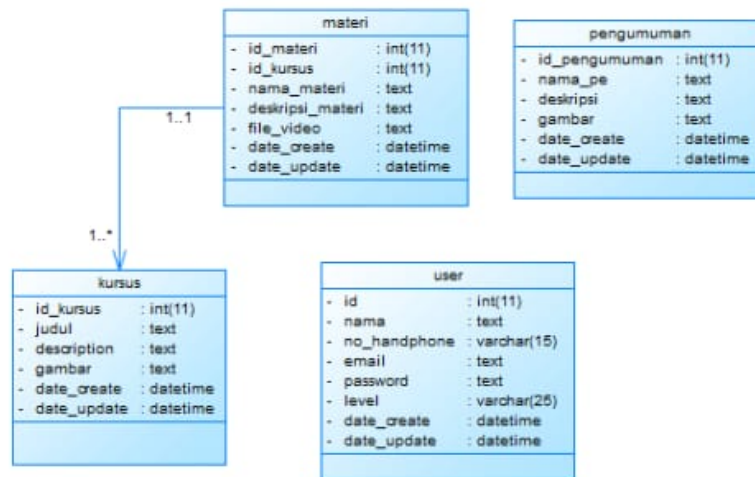 materi
- id_materi : int(11)
- id_kursus : int(11)
- nama_materi : text
- deskripsi_materi : text
- file_video : text
- date_create : datetime
- date_update : datetime
pengumuman
- id_pengumuman : int(11)
- nama_pe : text
- deskripsi : text
- gambar : text
- date_create : datetime
- date_update : datetime
1..1
1..*
kursus
- id_kursus : int(11)
- judul : text
- description : text
- gambar : text
- date_create : datetime
- date_update : datetime
user
- id : int(11)
- nama : text
- no_handphone : varchar(15)
- email : text
- password : text
- level : varchar(25)
- date_create : datetime
- date_update : datetime